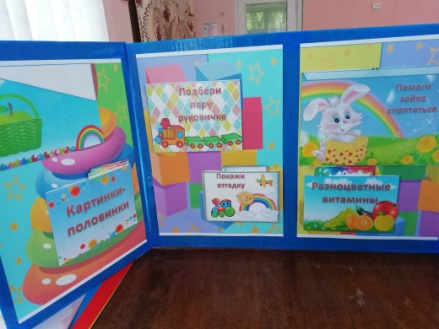 Картинки-
половинки
Подбери
пару
рукавичке
Покажи
отгадку
Помоги
зайке
спрятаться
Разноцветные
витамины